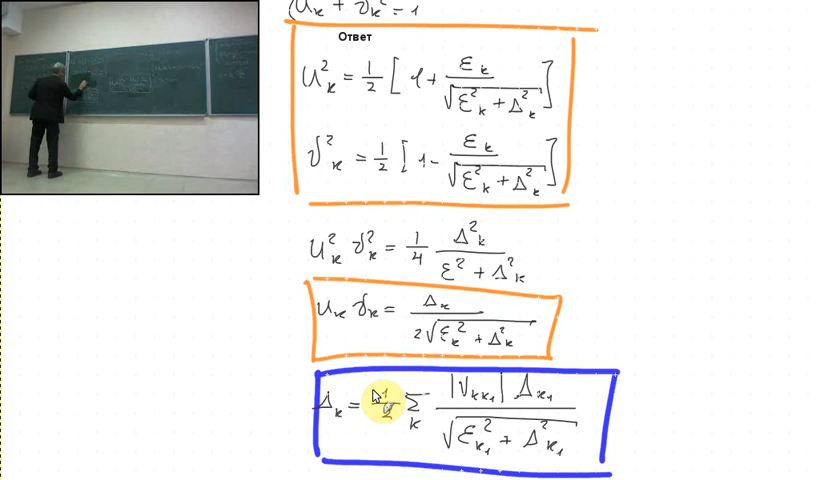 u_k + v_k² = 1
Ответ
u²_k = 1/2 [ 1 + ε_k / √(ε²_k + Δ²_k) ]
v²_k = 1/2 [ 1 - ε_k / √(ε²_k + Δ²_k) ]
u²_k v²_k = 1/4 Δ²_k / (ε² + Δ²_k)
u_k v_k = Δ_k / 2√(ε_k² + Δ²_k)
Δ_k = 1/2 Σ_k |V_kk₁| Δ_k₁ / √(ε²_k₁ + Δ²_k₁)